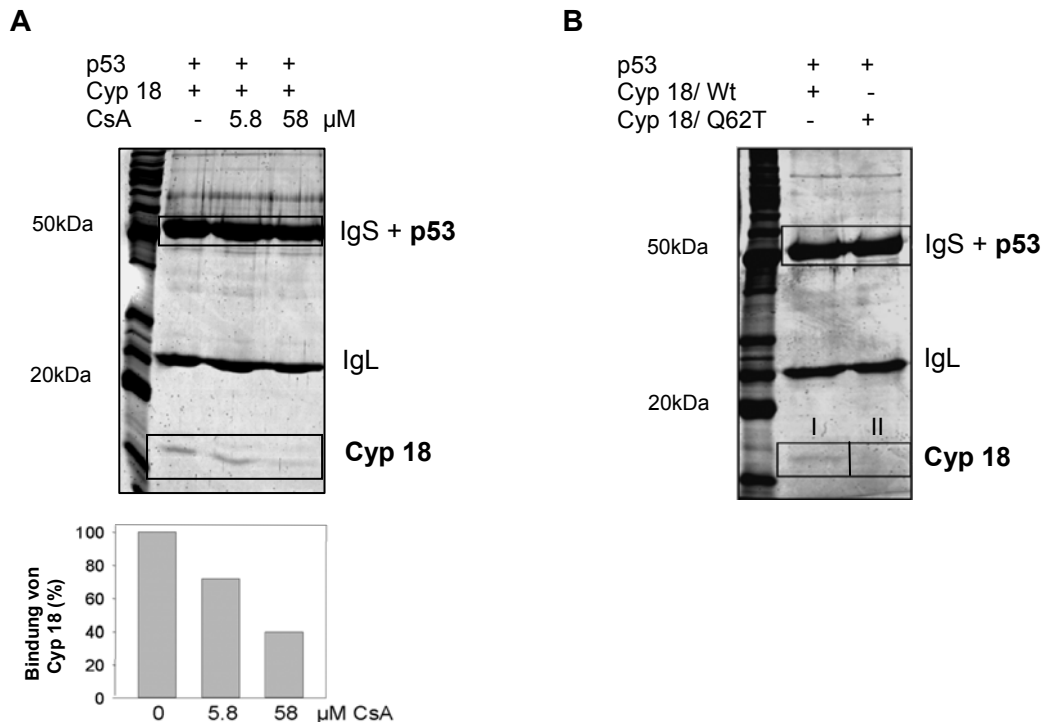 A
p53 + + +
Cyp 18 + + +
CsA - 5.8 58 µM
50kDa
IgS + p53
20kDa
IgL
Cyp 18
Bindung von
Cyp 18 (%)
100
80
60
40
20
0
0 5.8 58 µM CsA
B
p53 + +
Cyp 18/ Wt + -
Cyp 18/ Q62T - +
50kDa
IgS + p53
IgL
20kDa
I II
Cyp 18